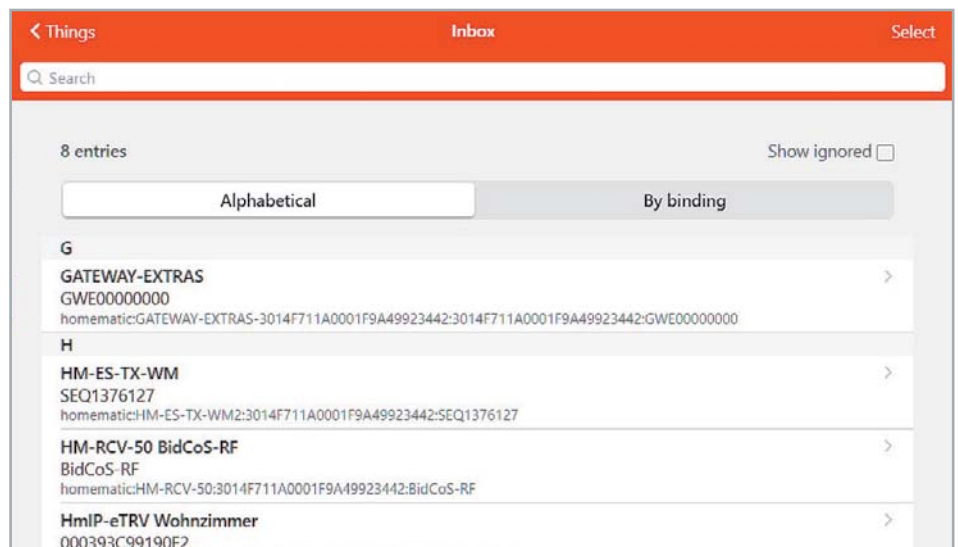 Things
Inbox
Select
Search
8 entries
Show ignored
Alphabetical
By binding
G
GATEWAY-EXTRAS
GWE00000000
homematic:GATEWAY-EXTRAS-3014F711A0001F9A49923442:3014F711A0001F9A49923442:GWE00000000
H
HM-ES-TX-WM
SEQ1376127
homematic:HM-ES-TX-WM2:3014F711A0001F9A49923442:SEQ1376127
HM-RCV-50 BidCoS-RF
BidCoS-RF
homematic:HM-RCV-50:3014F711A0001F9A49923442:BidCoS-RF
HmIP-eTRV Wohnzimmer
000393C99190F2